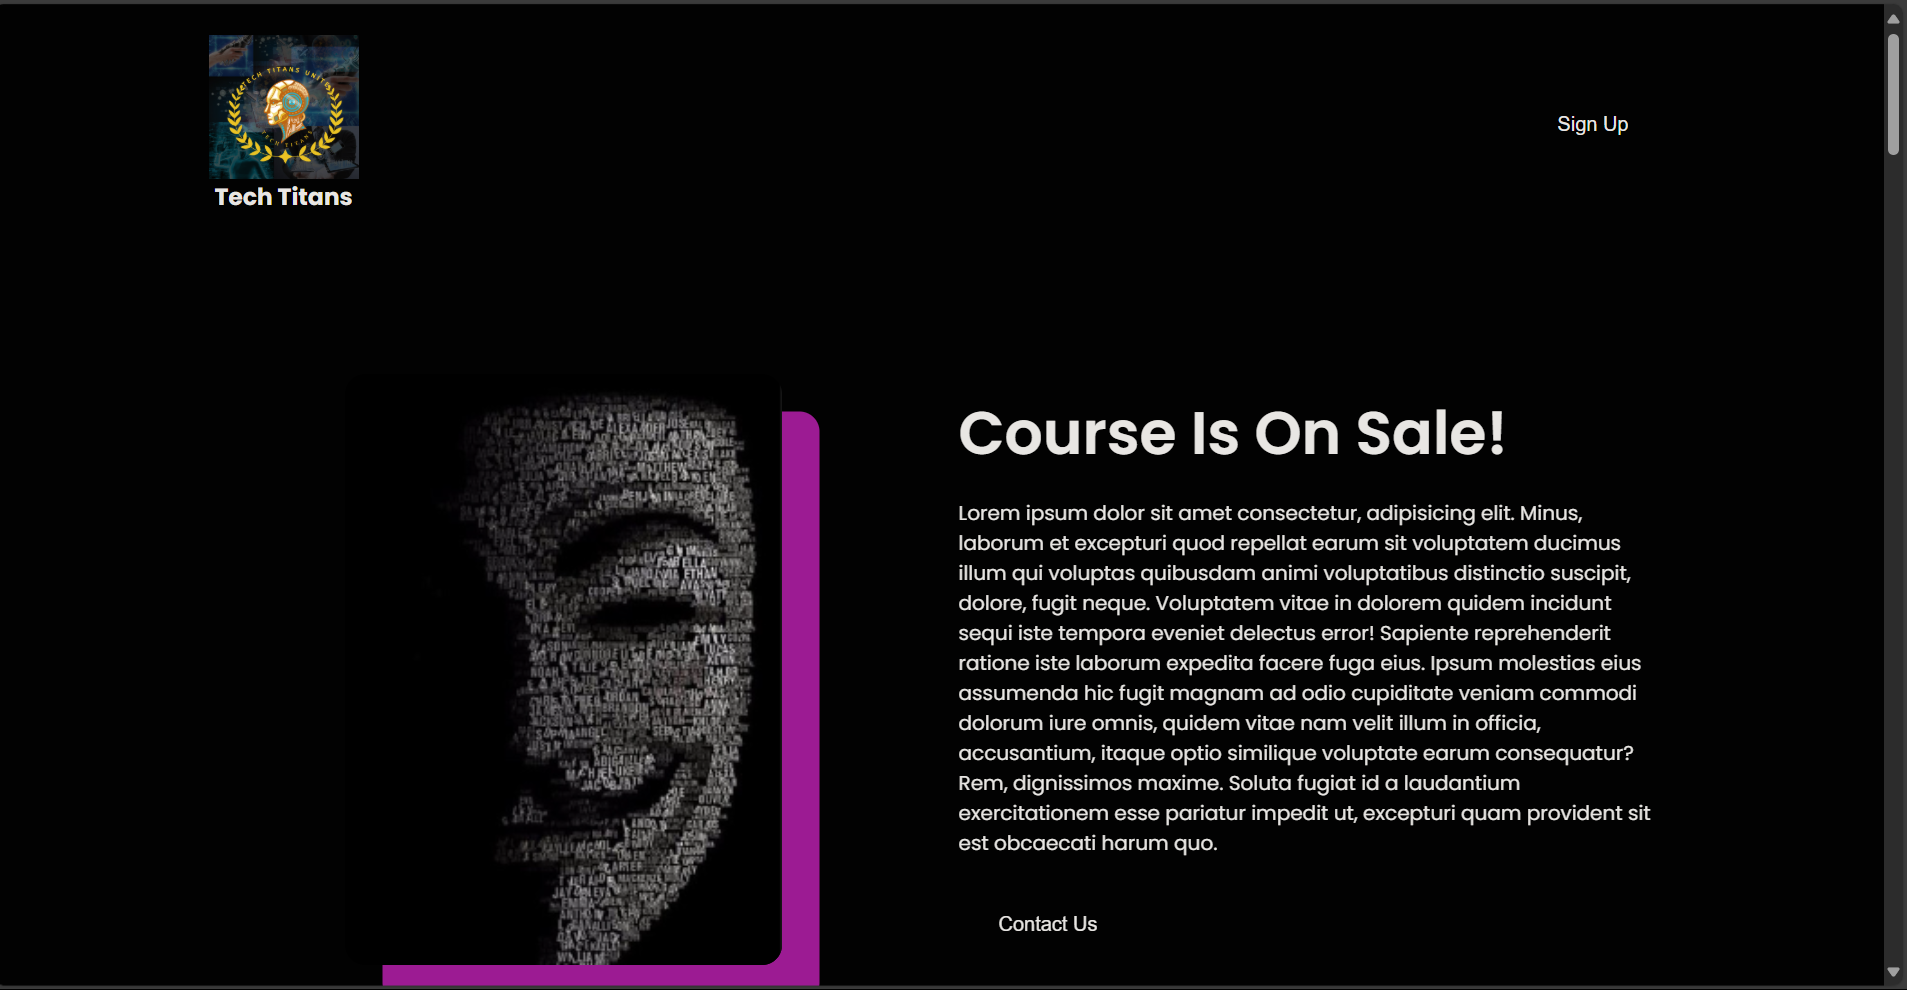 TECH TITANS UNITE
TECH TITANS
Tech Titans
Sign Up
Course Is On Sale!
Lorem ipsum dolor sit amet consectetur, adipisicing elit. Minus,
laborum et excepturi quod repellat earum sit voluptatem ducimus
illum qui voluptas quibusdam animi voluptatibus distinctio suscipit,
dolore, fugit neque. Voluptatem vitae in dolorem quidem incidunt
sequi iste tempora eveniet delectus error! Sapiente reprehenderit
ratione iste laborum expedita facere fuga eius. Ipsum molestias eius
assumenda hic fugit magnam ad odio cupiditate veniam commodi
dolorum iure omnis, quidem vitae nam velit illum in officia,
accusantium, itaque optio similique voluptate earum consequatur?
Rem, dignissimos maxime. Soluta fugiat id a laudantium
exercitationem esse pariatur impedit ut, excepturi quam provident sit
est obcaecati harum quo.
Contact Us